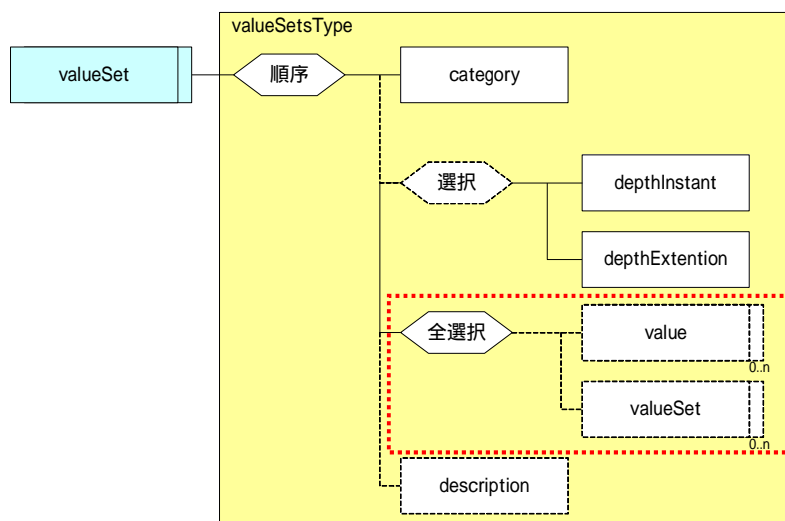 valueSetsType
valueSet
順序
category
選択
depthInstant
depthExtention
全選択
value
0..n
valueSet
0..n
description